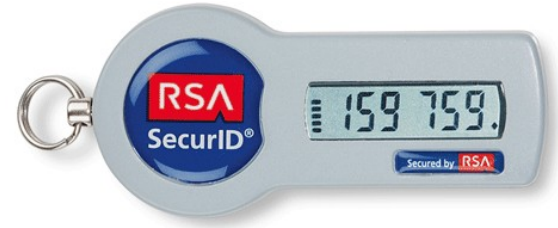 RSA
SecurID®
159 759.
Secured by RSA